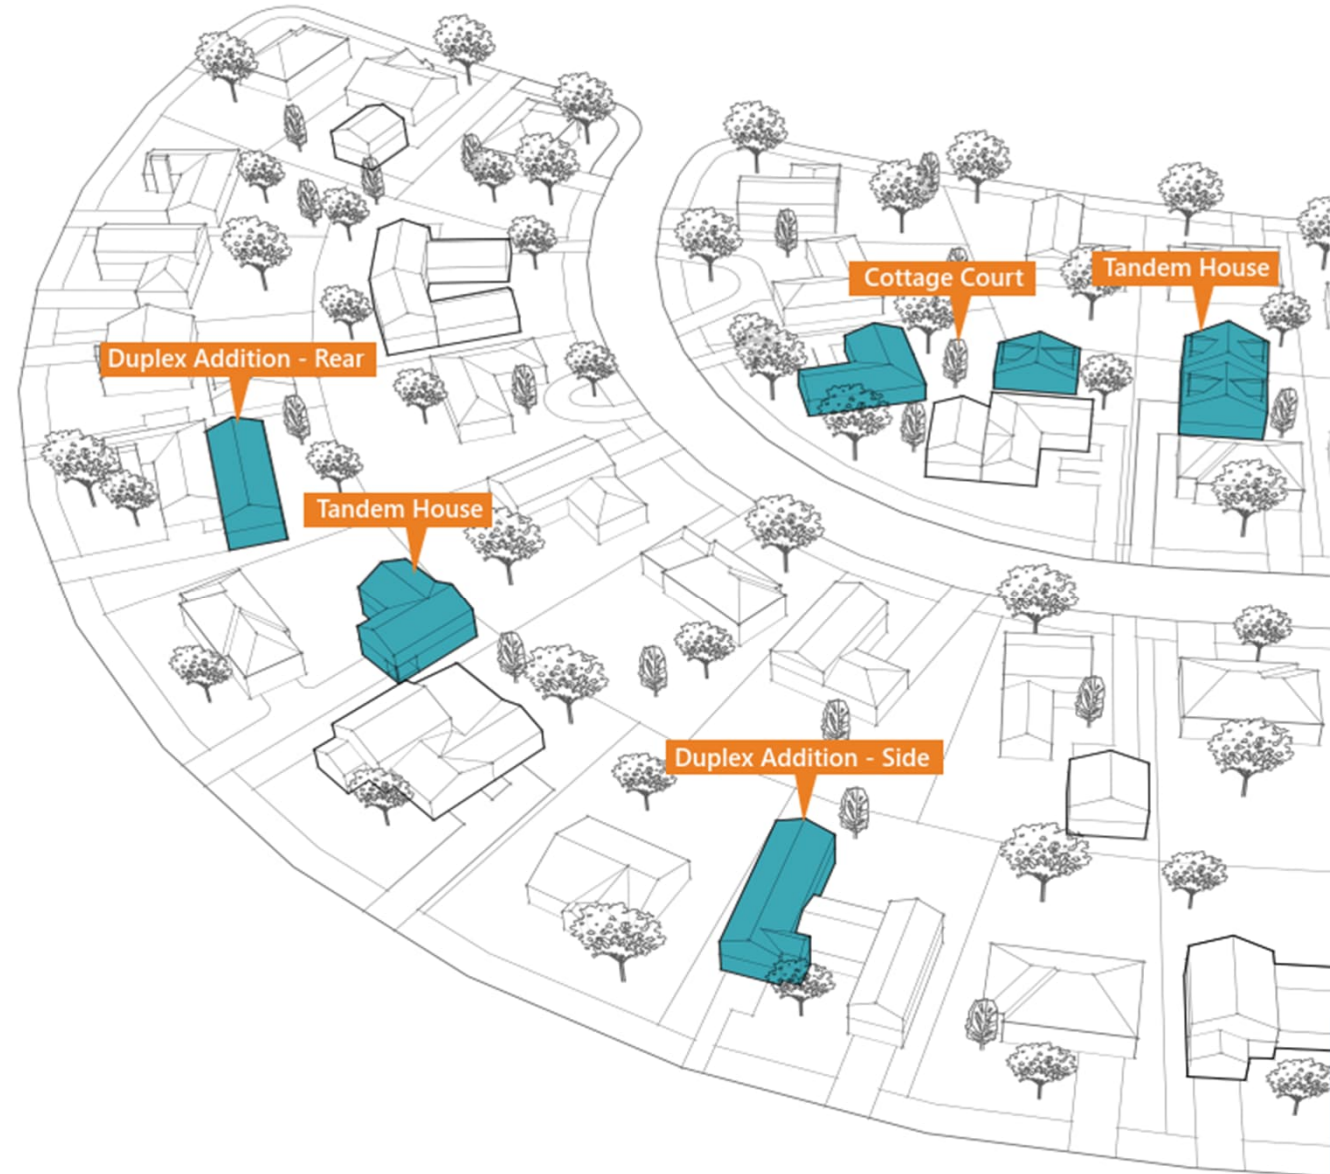 Cottage Court
Tandem House
Duplex Addition - Rear
Tandem House
Duplex Addition - Side